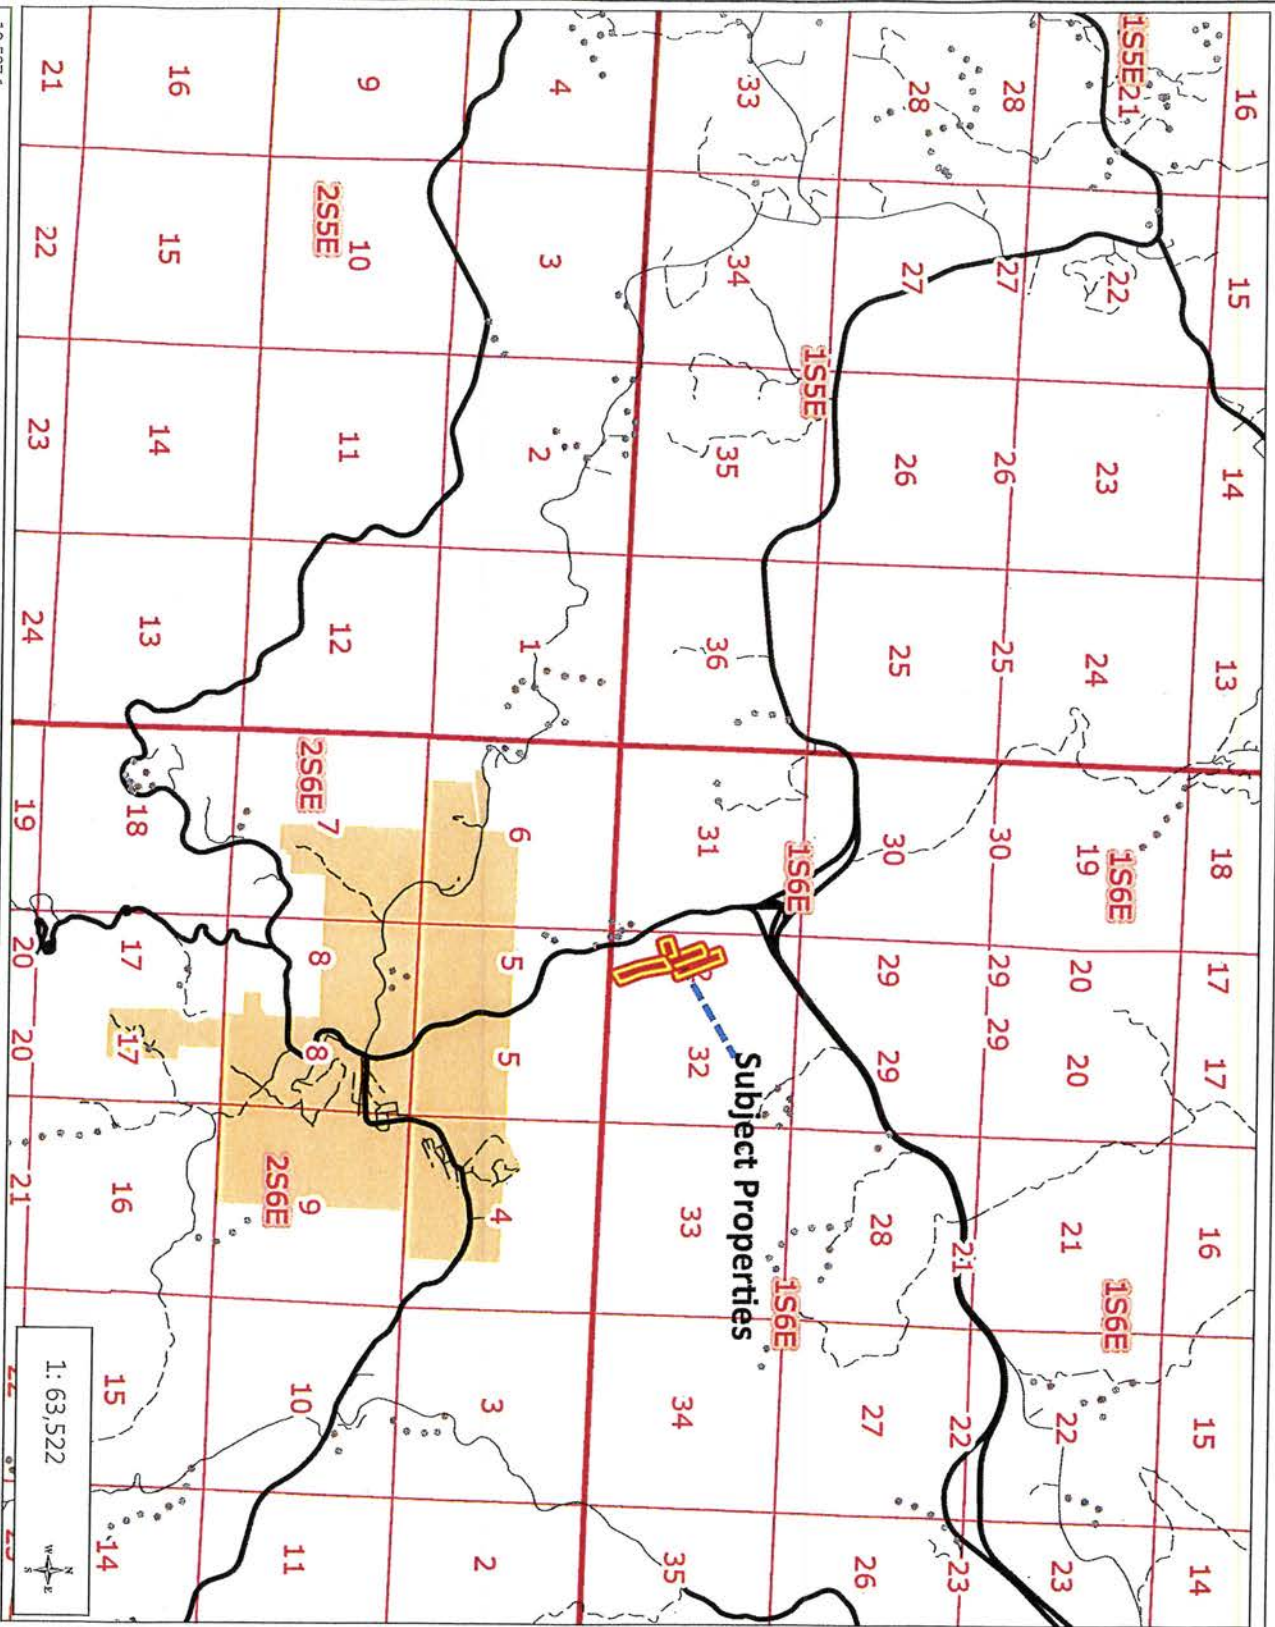 16 15 14 13 18 17 17 16 15 14
1S5E 21 22 23 24 19 1S6E 20 20 21 1S6E 22 23
28 27 26 25 30 29 29 21 22 23
28 27 26 25 30 29 29 28 27 26
1S5E 1S6E 1S6E
Subject Properties
33 34 35 36 31 32 33 34 35
4 3 2 1 6 5 5 4 3 2
9 10 11 12 7 8 8 9 10 11
2S5E 2S6E 2S6E
16 15 14 13 18 17 17 16 15 14
21 22 23 24 19 20 20 21
1: 63,522
N
W E
S